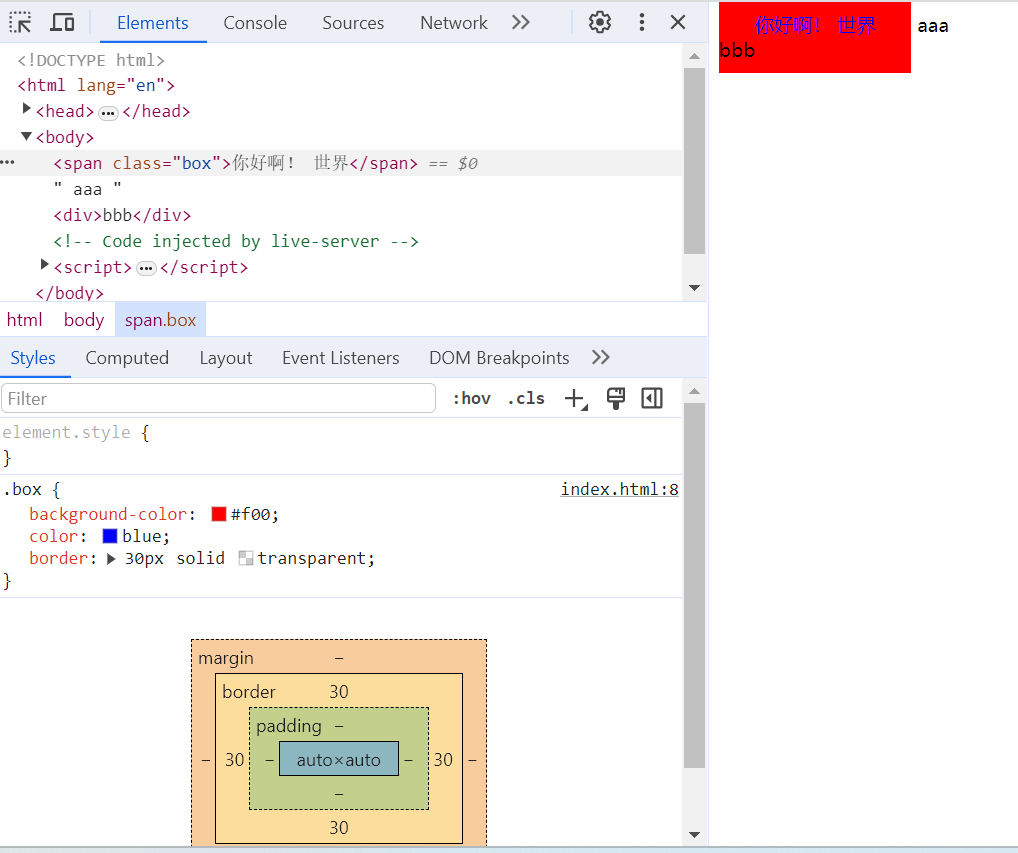 Elements Console Sources Network
<!DOCTYPE html>
<html lang="en">
<head>…</head>
<body>
<span class="box">你好啊! 世界</span> == $0
" aaa "
<div>bbb</div>
<!-- Code injected by live-server -->
<script>…</script>
</body>
html body span.box
Styles Computed Layout Event Listeners DOM Breakpoints
Filter :hov .cls
element.style {
}
.box { index.html:8
background-color: #f00;
color: blue;
border: 30px solid transparent;
}
margin –
border 30
padding –
– 30 – auto×auto – 30 –
–
30
你好啊! 世界 aaa
bbb